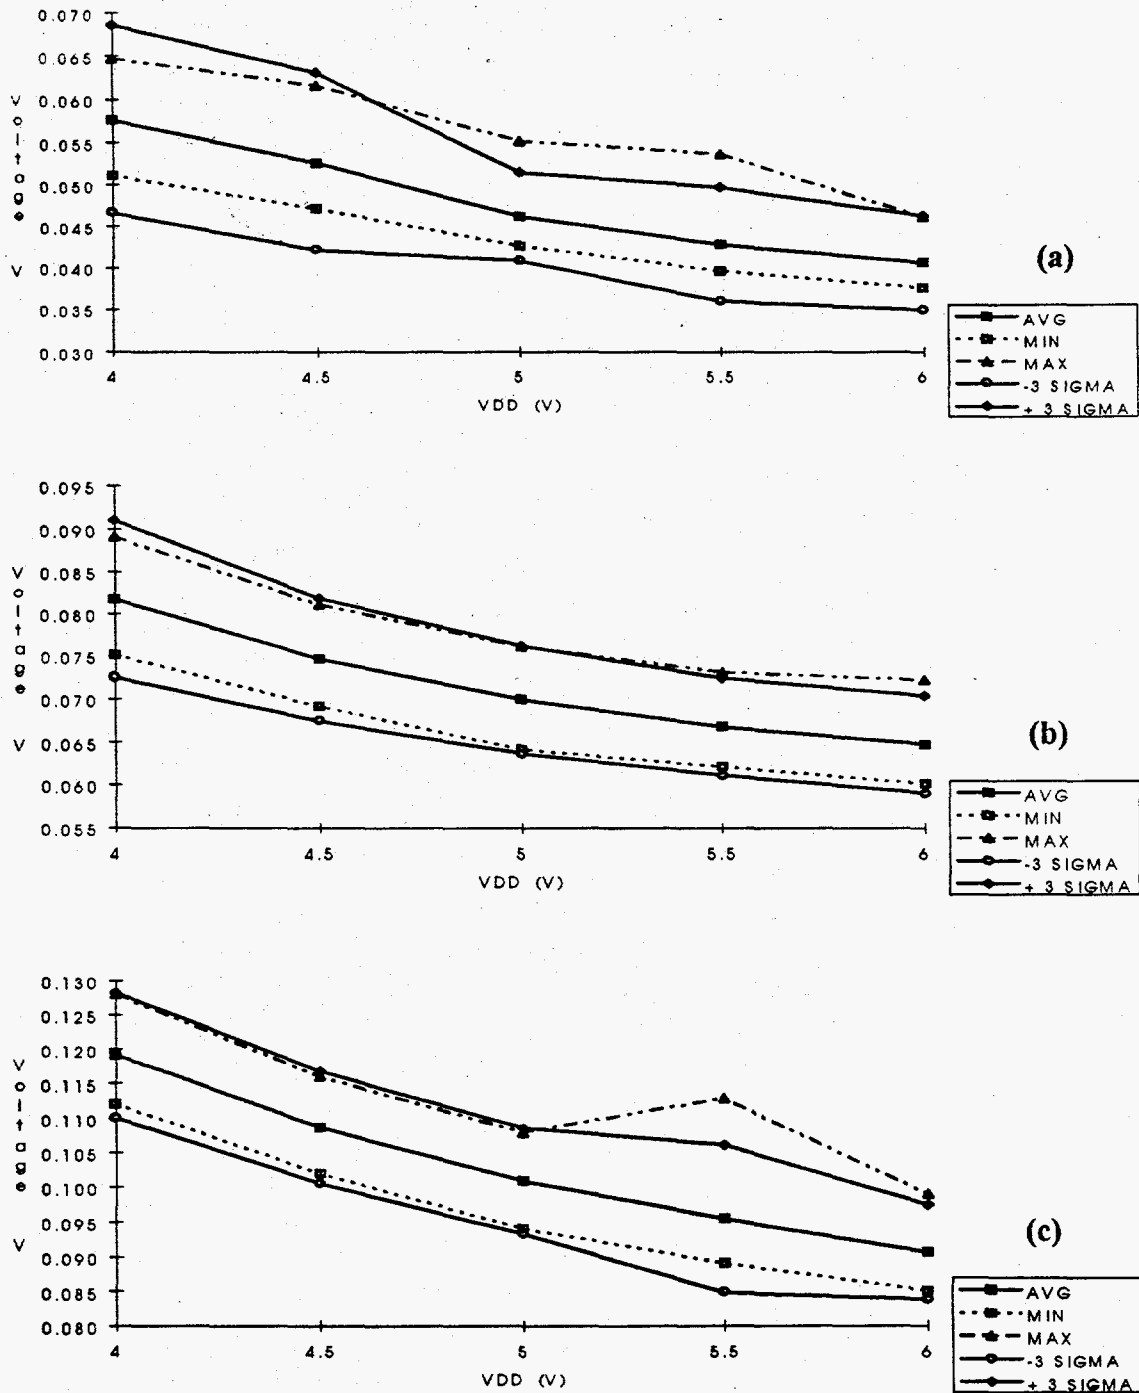 0.070
0.065
0.060
0.055
0.050
0.045
0.040
0.035
0.030
Voltage V
4 4.5 5 5.5 6
VDD (V)
(a)
AVG
MIN
MAX
-3 SIGMA
+ 3 SIGMA
0.095
0.090
0.085
0.080
0.075
0.070
0.065
0.060
0.055
Voltage V
4 4.5 5 5.5 6
VDD (V)
(b)
AVG
MIN
MAX
-3 SIGMA
+ 3 SIGMA
0.130
0.125
0.120
0.115
0.110
0.105
0.100
0.095
0.090
0.085
0.080
Voltage V
4 4.5 5 5.5 6
VDD (V)
(c)
AVG
MIN
MAX
-3 SIGMA
+ 3 SIGMA